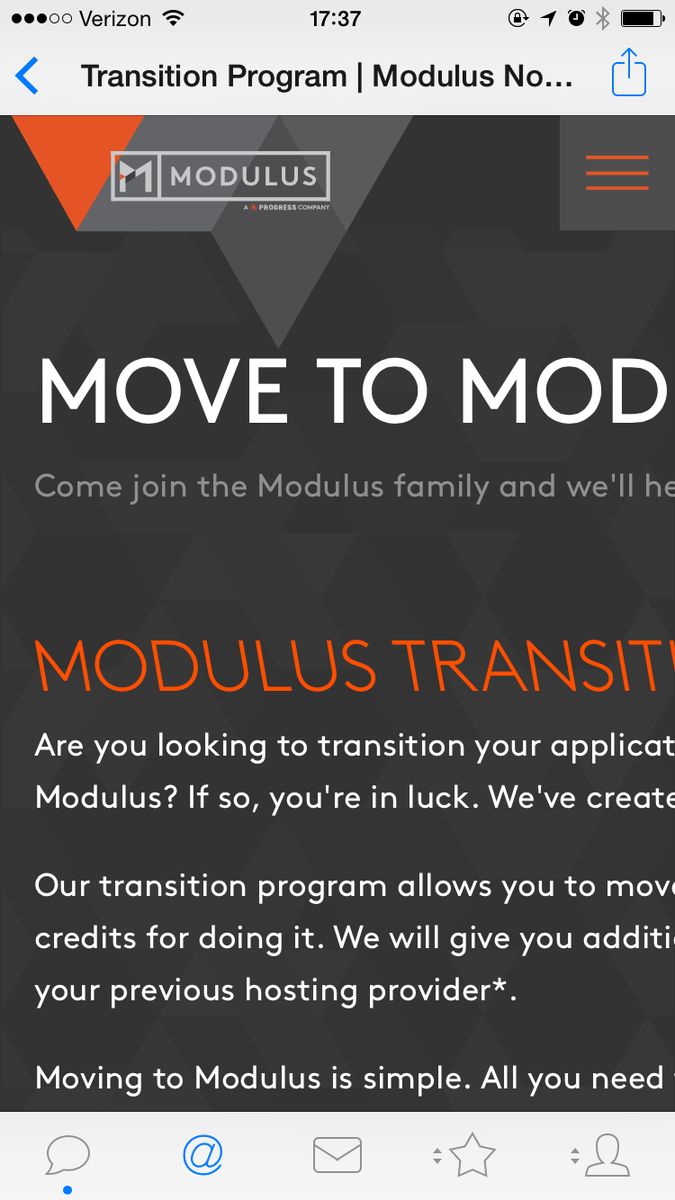 Verizon 17:37
Transition Program | Modulus No...
MODULUS
A PROGRESS COMPANY
MOVE TO MOD
Come join the Modulus family and we'll he
MODULUS TRANSITI
Are you looking to transition your applicat
Modulus? If so, you're in luck. We've create
Our transition program allows you to move
credits for doing it. We will give you additi
your previous hosting provider*.
Moving to Modulus is simple. All you need